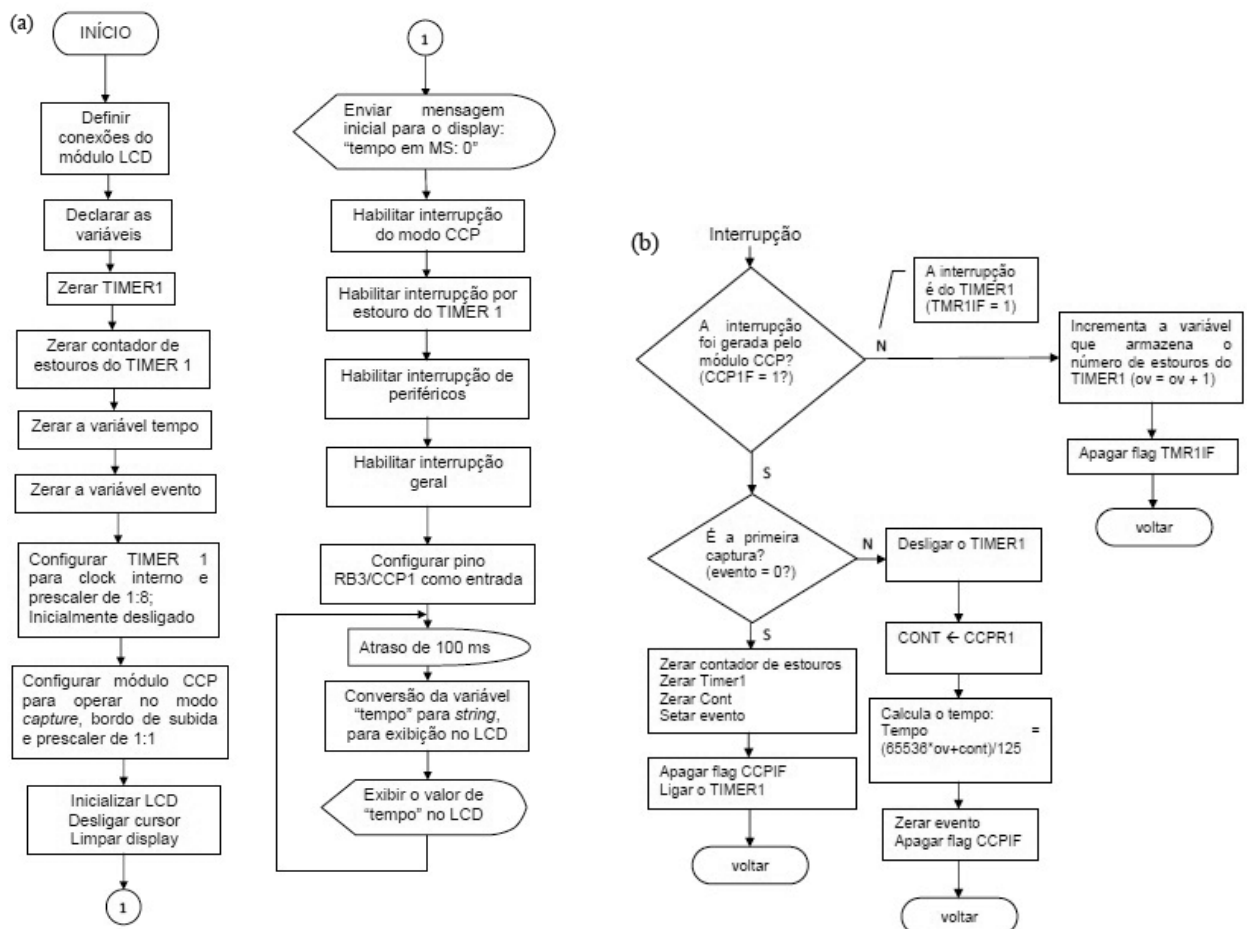 (a)
INÍCIO
Definir
conexões do
módulo LCD
Declarar as
variáveis
Zerar TIMER1
Zerar contador de
estouros do TIMER 1
Zerar a variável tempo
Zerar a variável evento
Configurar TIMER 1
para clock interno e
prescaler de 1:8;
Inicialmente desligado
Configurar módulo CCP
para operar no modo
capture, bordo de subida
e prescaler de 1:1
Inicializar LCD
Desligar cursor
Limpar display
1
1
Enviar mensagem
inicial para o display:
“tempo em MS: 0”
Habilitar interrupção
do modo CCP
Habilitar interrupção por
estouro do TIMER 1
Habilitar interrupção de
periféricos
Habilitar interrupção
geral
Configurar pino
RB3/CCP1 como entrada
Atraso de 100 ms
Conversão da variável
“tempo” para string,
para exibição no LCD
Exibir o valor de
“tempo” no LCD
(b)
Interrupção
A interrupção
foi gerada pelo
módulo CCP?
(CCP1F = 1?)
N
A interrupção
é do TIMER1
(TMR1IF = 1)
Incrementa a variável
que armazena o
número de estouros do
TIMER1 (ov = ov + 1)
Apagar flag TMR1IF
voltar
S
É a primeira
captura?
(evento = 0?)
N
Desligar o TIMER1
CONT ← CCPR1
Calcula o tempo:
Tempo =
(65536*ov+cont)/125
Zerar evento
Apagar flag CCPIF
voltar
S
Zerar contador de estouros
Zerar Timer1
Zerar Cont
Setar evento
Apagar flag CCPIF
Ligar o TIMER1
voltar